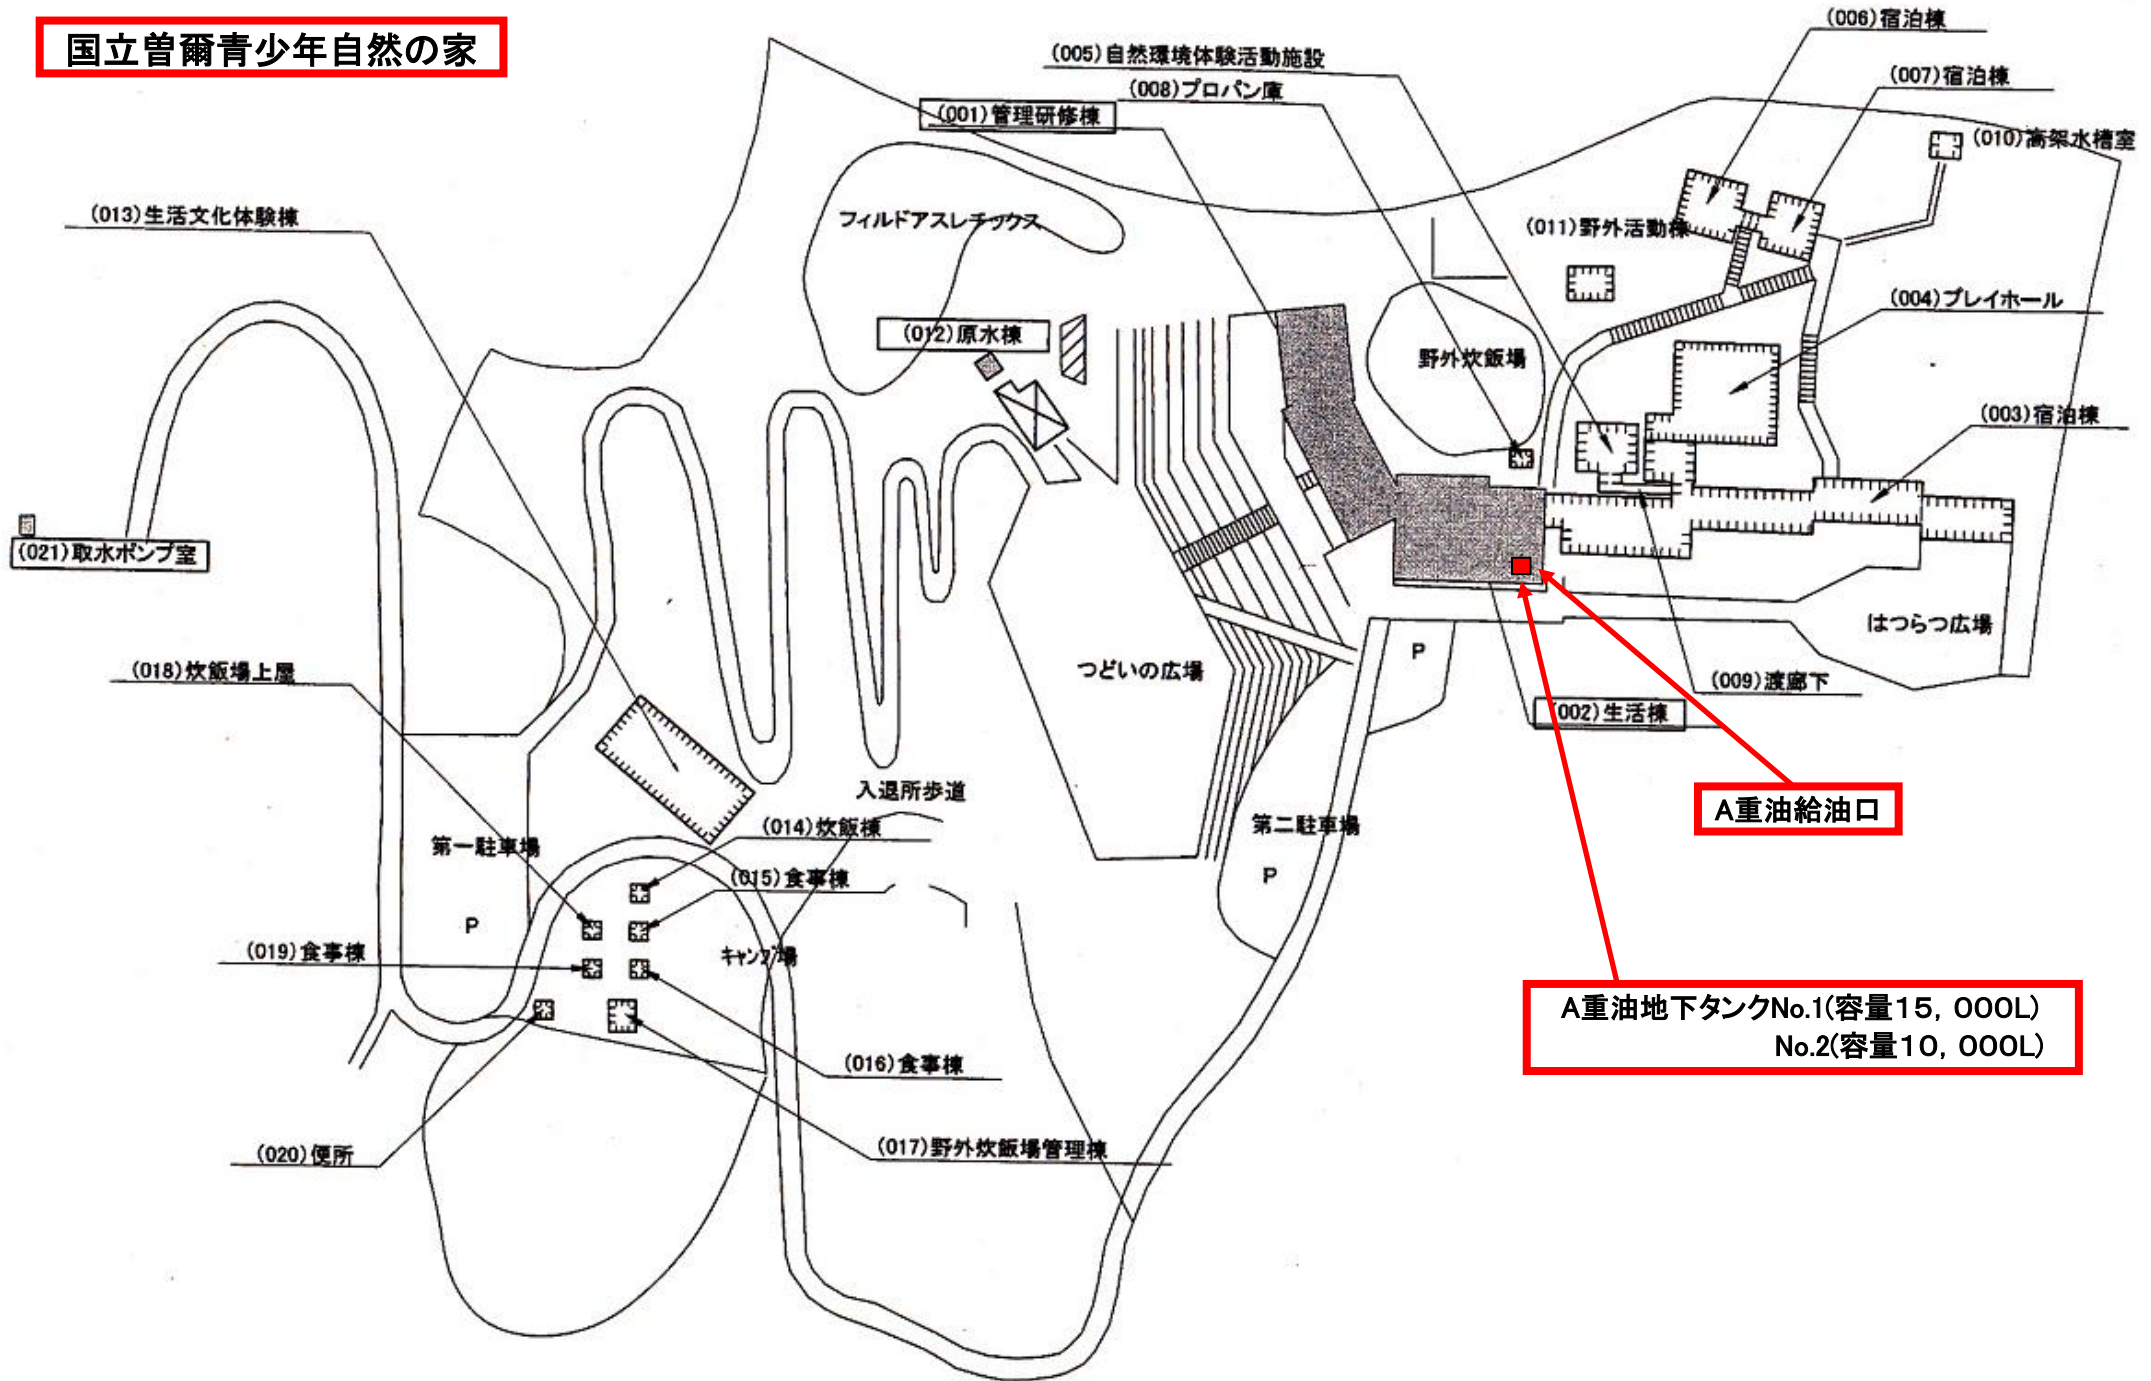 国立曽爾青少年自然の家
(006)宿泊棟
(005)自然環境体験活動施設
(007)宿泊棟
(008)プロパン庫
(001)管理研修棟
(010)高架水槽室
(013)生活文化体験棟
フィルドアスレチックス
(011)野外活動棟
(004)プレイホール
(012)原水棟
野外炊飯場
(003)宿泊棟
(021)取水ポンプ室
はつらつ広場
P
つどいの広場
(018)炊飯場上屋
(009)渡廊下
(002)生活棟
入退所歩道
A重油給油口
(014)炊飯棟
第二駐車場
第一駐車場
(015)食事棟
P
P
(019)食事棟
キャンプ場
A重油地下タンクNo.1(容量15,000L)
No.2(容量10,000L)
(016)食事棟
(020)便所
(017)野外炊飯場管理棟